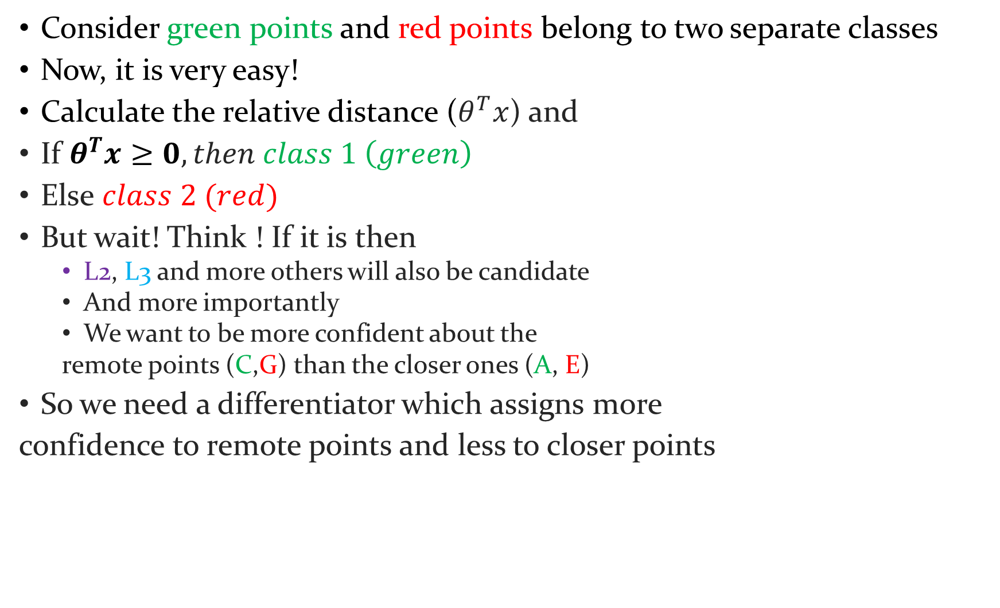 • Consider green points and red points belong to two separate classes
• Now, it is very easy!
• Calculate the relative distance (θᵀx) and
• If θᵀx ≥ 0, then class 1 (green)
• Else class 2 (red)
• But wait! Think ! If it is then
• L2, L3 and more others will also be candidate
• And more importantly
• We want to be more confident about the
remote points (C,G) than the closer ones (A, E)
• So we need a differentiator which assigns more
confidence to remote points and less to closer points